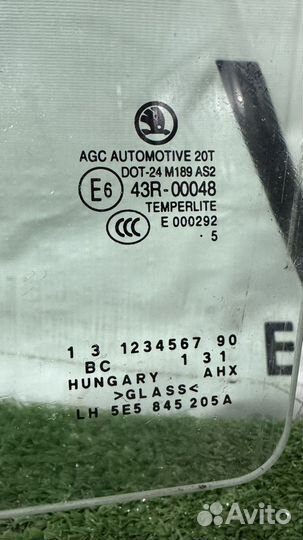 AGC AUTOMOTIVE 20T
DOT-24 M189 AS2
E6 43R-00048
TEMPERLITE
CCC E 000292
. 5
1 3 1234567 90
BC 1 31
HUNGARY AHX
>GLASS<
LH 5E5 845 205A
E
Avito